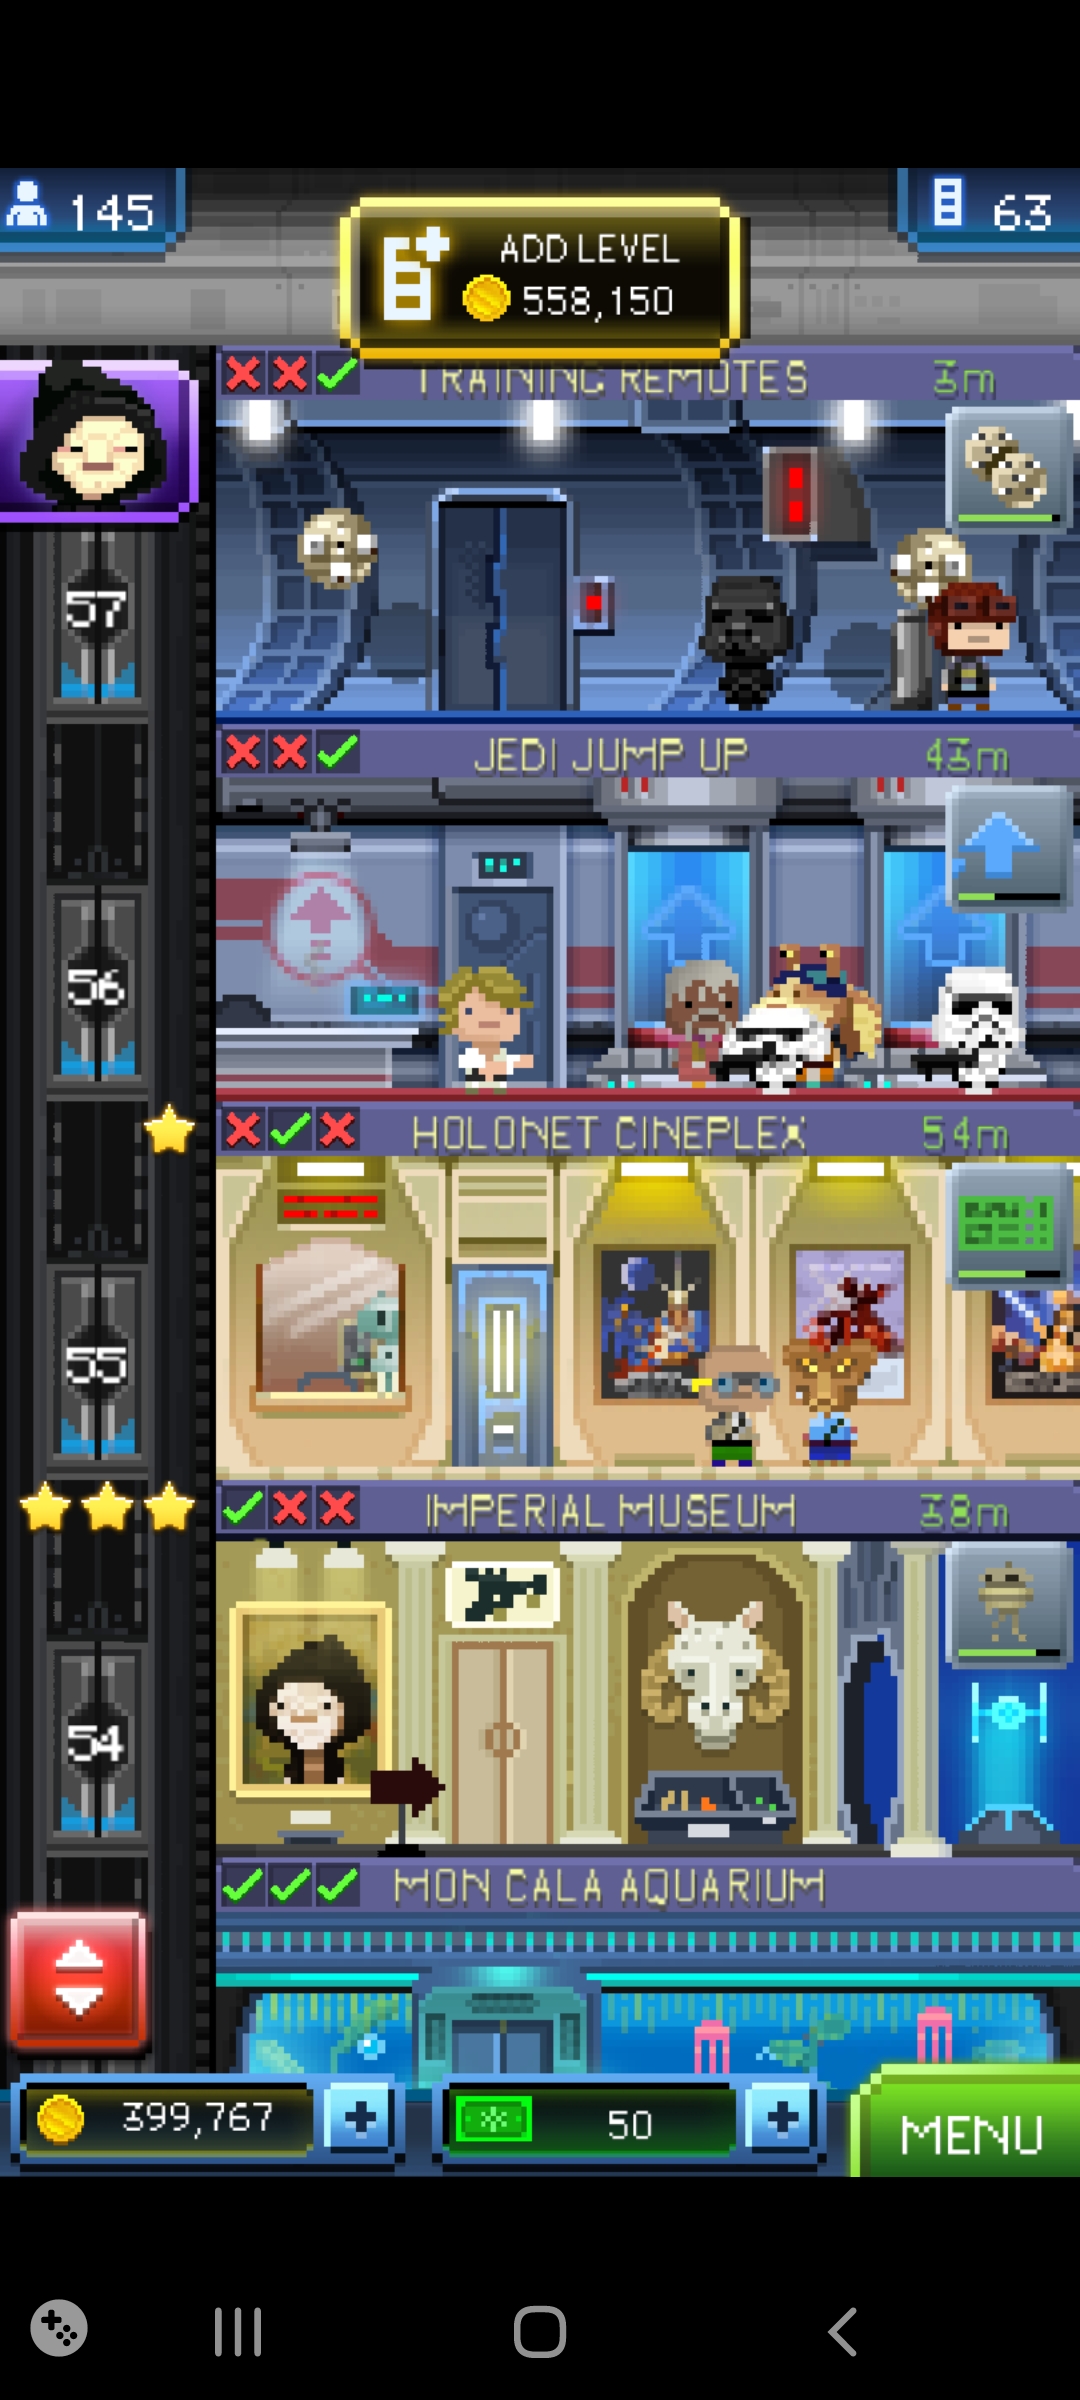 145
63
ADD LEVEL
558,150
TRAINING REMOTES 3m
57
JEDI JUMP UP 43m
56
HOLONET CINEPLEX 54m
55
IMPERIAL MUSEUM 38m
54
MON CALA AQUARIUM
399,767
50
MENU